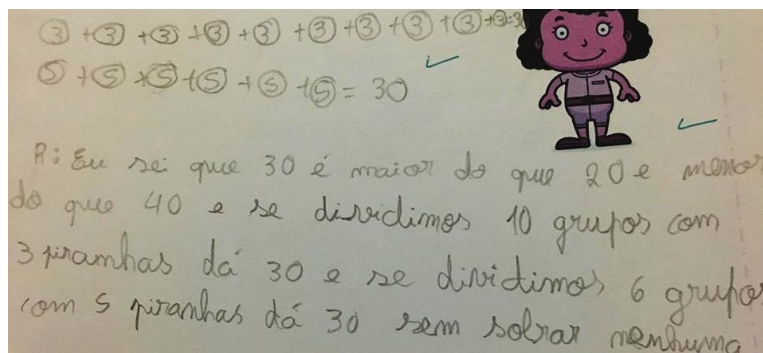 3 + 3 + 3 + 3 + 3 + 3 + 3 + 3 + 3 + 3 = 30
5 + 5 + 5 + 5 + 5 + 5 = 30
R: Eu sei que 30 é maior do que 20 e menor
do que 40 e se dividimos 10 grupos com
3 piranhas dá 30 e se dividimos 6 grupos
com 5 piranhas dá 30 sem sobrar nenhuma